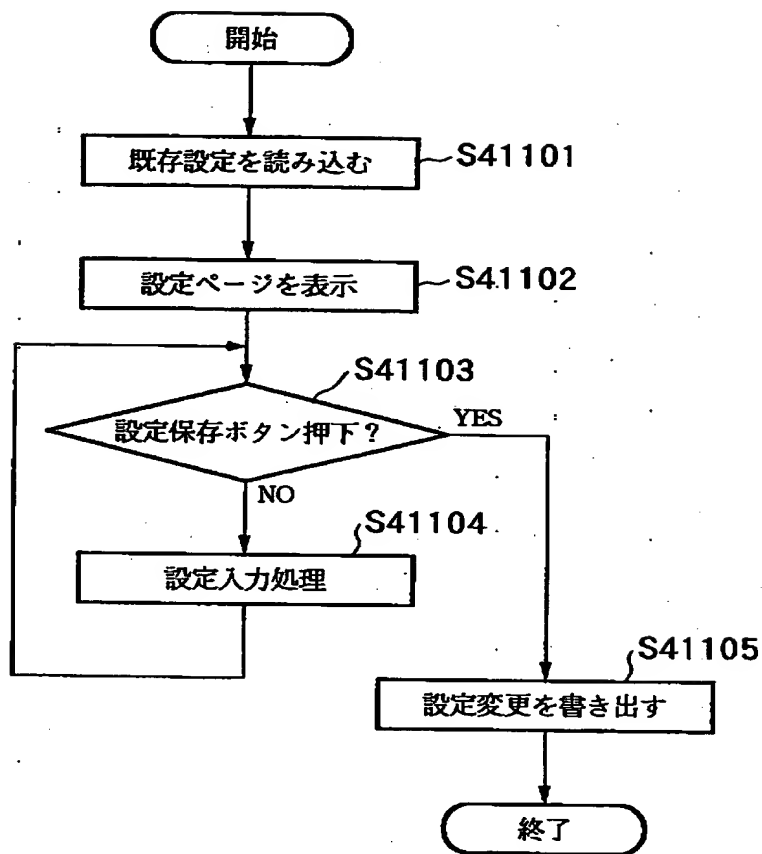 開始
既存設定を読み込む
S41101
設定ページを表示
S41102
S41103
設定保存ボタン押下?
YES
NO
S41104
設定入力処理
S41105
設定変更を書き出す
終了